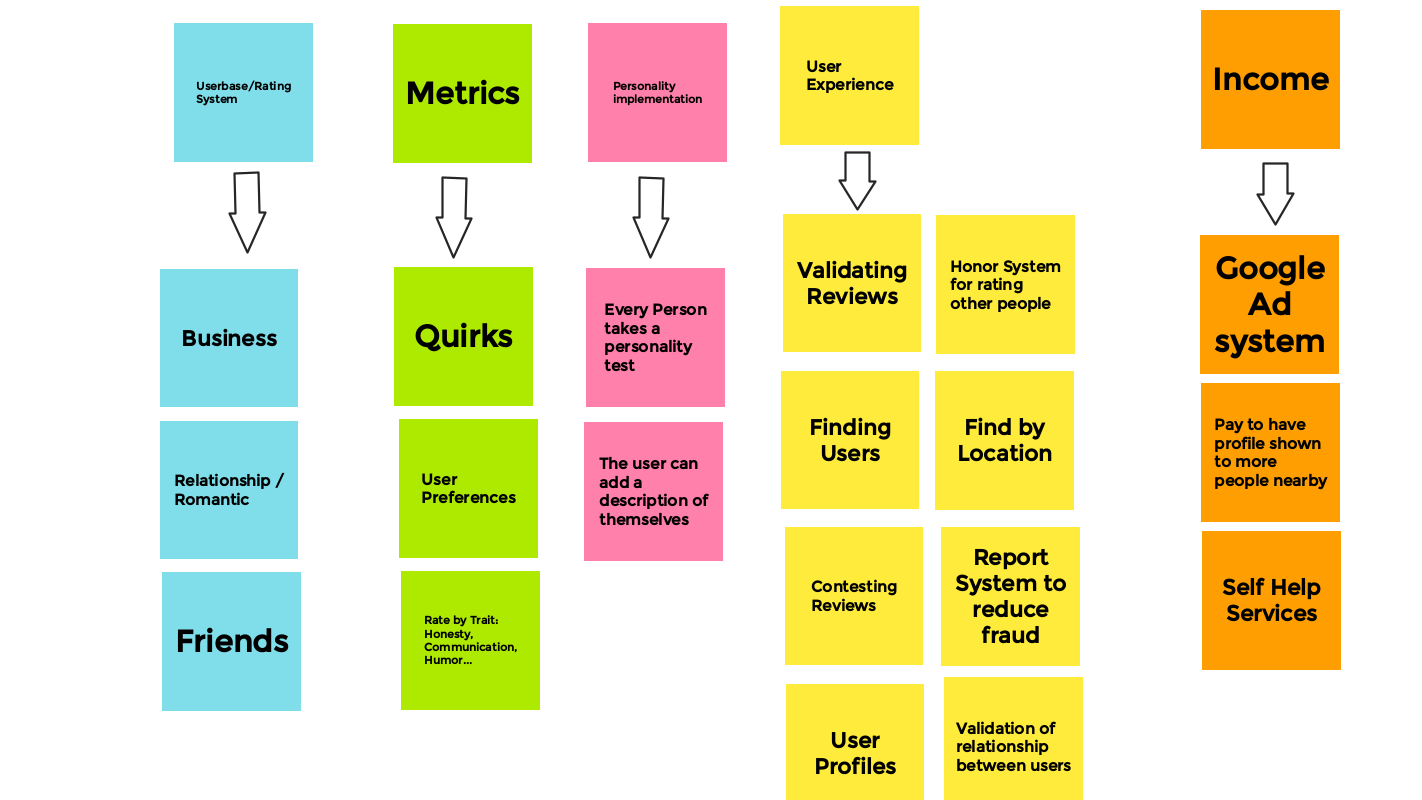 Userbase/Rating
System
Metrics
Personality
implementation
User
Experience
Income
Business
Relationship /
Romantic
Friends
Quirks
User
Preferences
Rate by Trait:
Honesty,
Communication,
Humor...
Every Person
takes a
personality
test
The user can
add a
description of
themselves
Validating
Reviews
Honor System
for rating
other people
Finding
Users
Find by
Location
Contesting
Reviews
Report
System to
reduce
fraud
User
Profiles
Validation of
relationship
between users
Google
Ad
system
Pay to have
profile shown
to more
people nearby
Self Help
Services